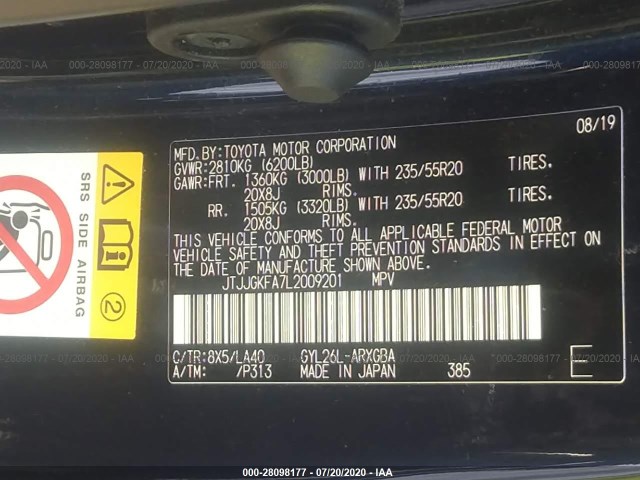 000-28098177 - 07/20/2020 - IAA
08/19
MFD.BY:TOYOTA MOTOR CORPORATION
GVWR:2810KG (6200LB)
GAWR:FRT. 1360KG (3000LB) WITH 235/55R20 TIRES.
20X8J RIMS.
RR. 1505KG (3320LB) WITH 235/55R20 TIRES.
20X8J RIMS.
THIS VEHICLE CONFORMS TO ALL APPLICABLE FEDERAL MOTOR
VEHICLE SAFETY AND THEFT PREVENTION STANDARDS IN EFFECT ON
THE DATE OF MANUFACTURE SHOWN ABOVE.
JTJJGKFA7L2009201 MPV
C/TR:8X5/LA40 GYL26L-ARXGBA
A/TM: /P313 MADE IN JAPAN 385 E
SRS SIDE AIRBAG
2
000-28098177 - 07/20/2020 - IAA